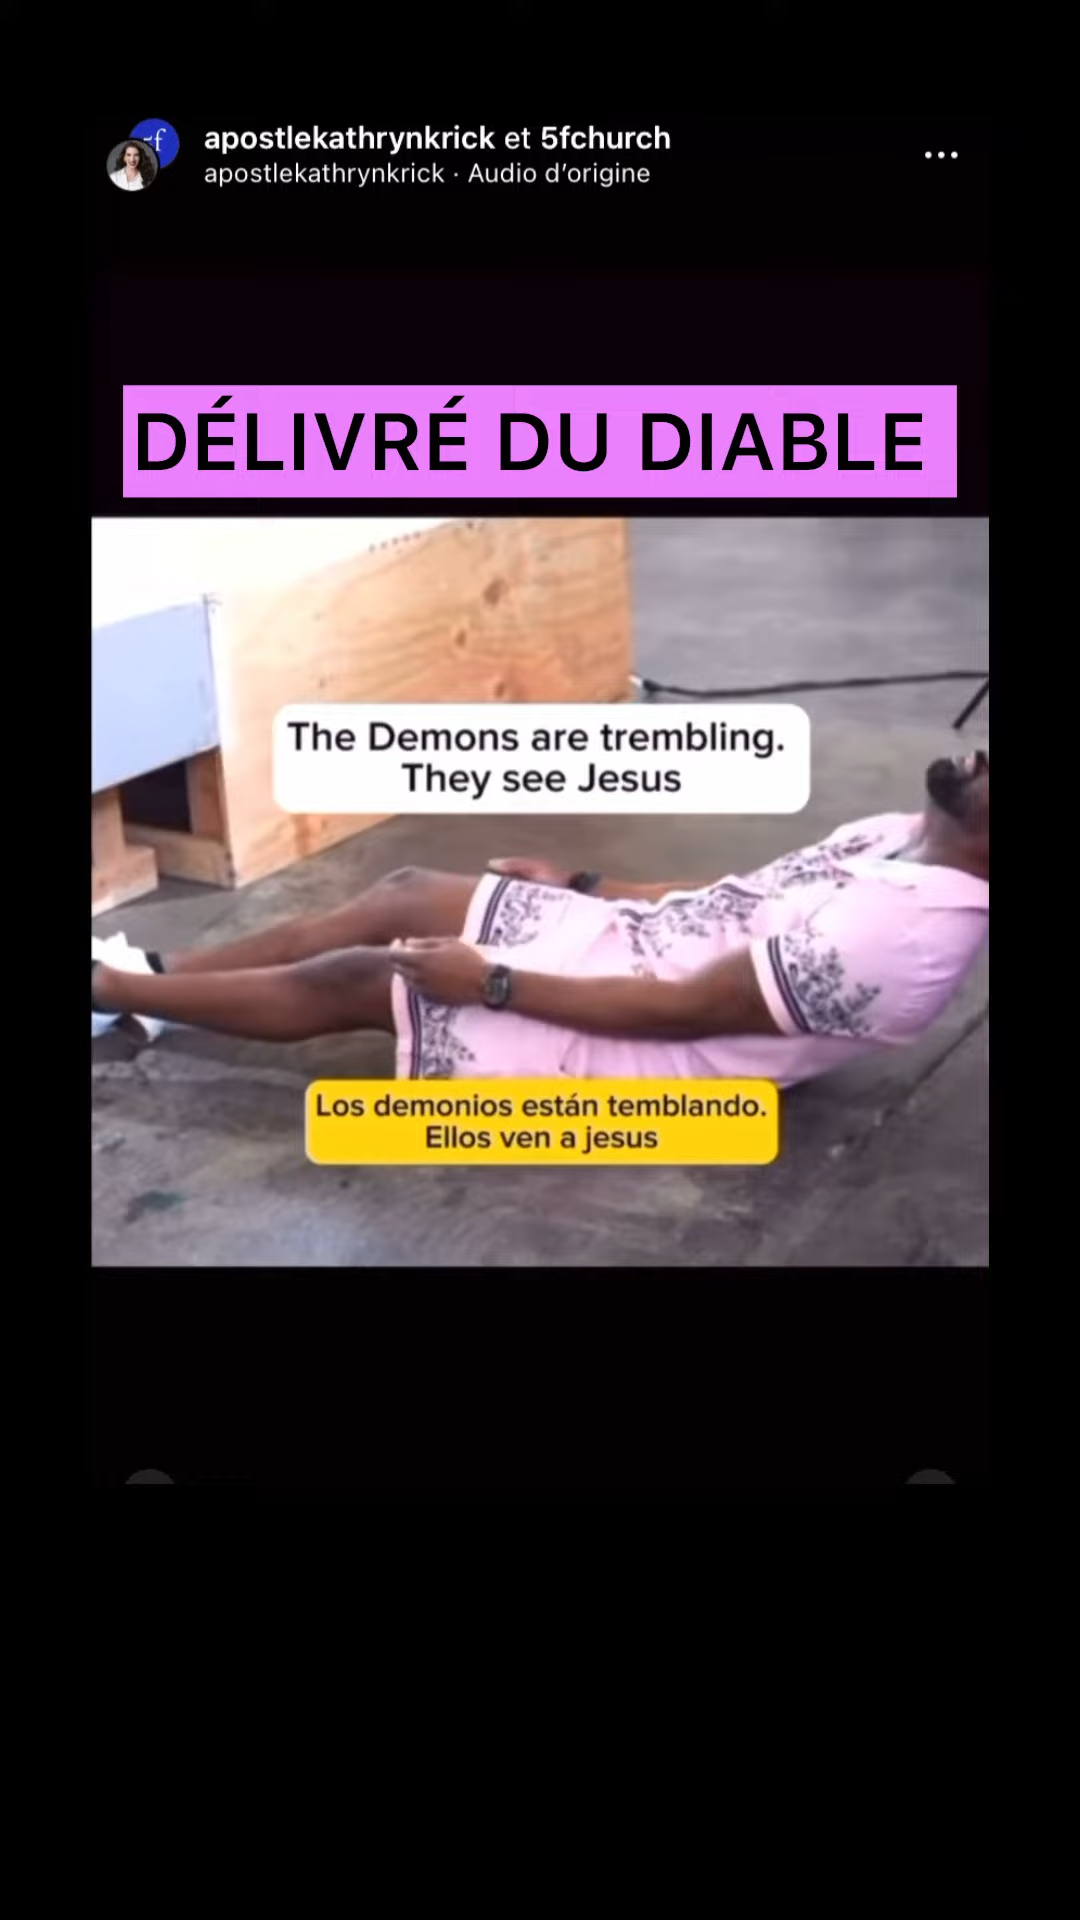 apostlekathrynkrick et 5fchurch
apostlekathrynkrick · Audio d’origine
DÉLIVRÉ DU DIABLE
The Demons are trembling.
They see Jesus
Los demonios están temblando.
Ellos ven a jesus